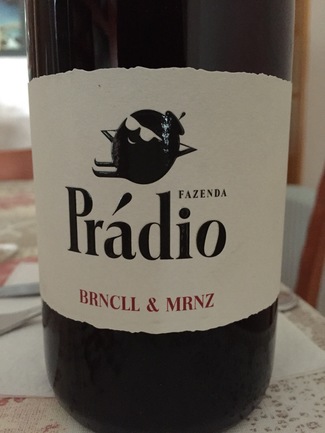 FAZENDA
Prádio
BRNCLL & MRNZ